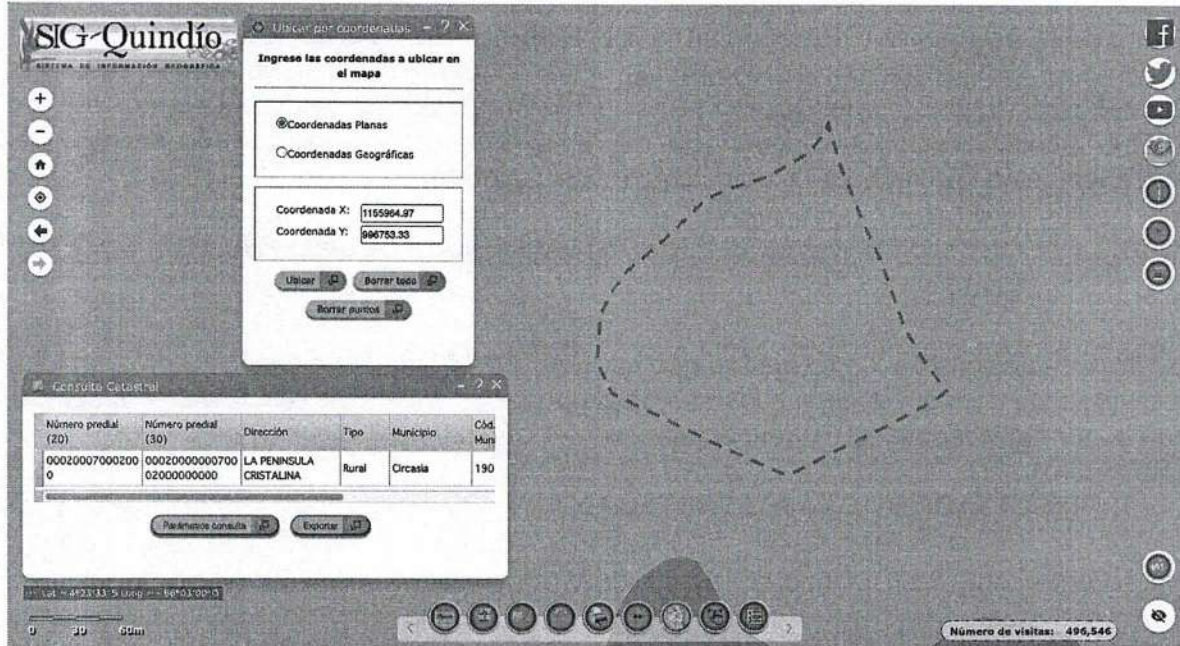 SIG-Quindío
SISTEMA DE INFORMACIÓN GEOGRÁFICA
Ubicar por coordenadas
Ingrese las coordenadas a ubicar en
el mapa
Coordenadas Planas
Coordenadas Geográficas
Coordenada X: 1155964.97
Coordenada Y: 996753.33
Ubicar
Borrar todo
Borrar puntos
Consulta Catastral
Número predial
(20)
Número predial
(30)
Dirección
Tipo
Municipio
Cód.
Muni
00020007000200
0
00020000000700
02000000000
LA PENINSULA
CRISTALINA
Rural
Circasia
190
Parámetros consulta
Exportar
0 30 60m
Número de visitas: 496,546